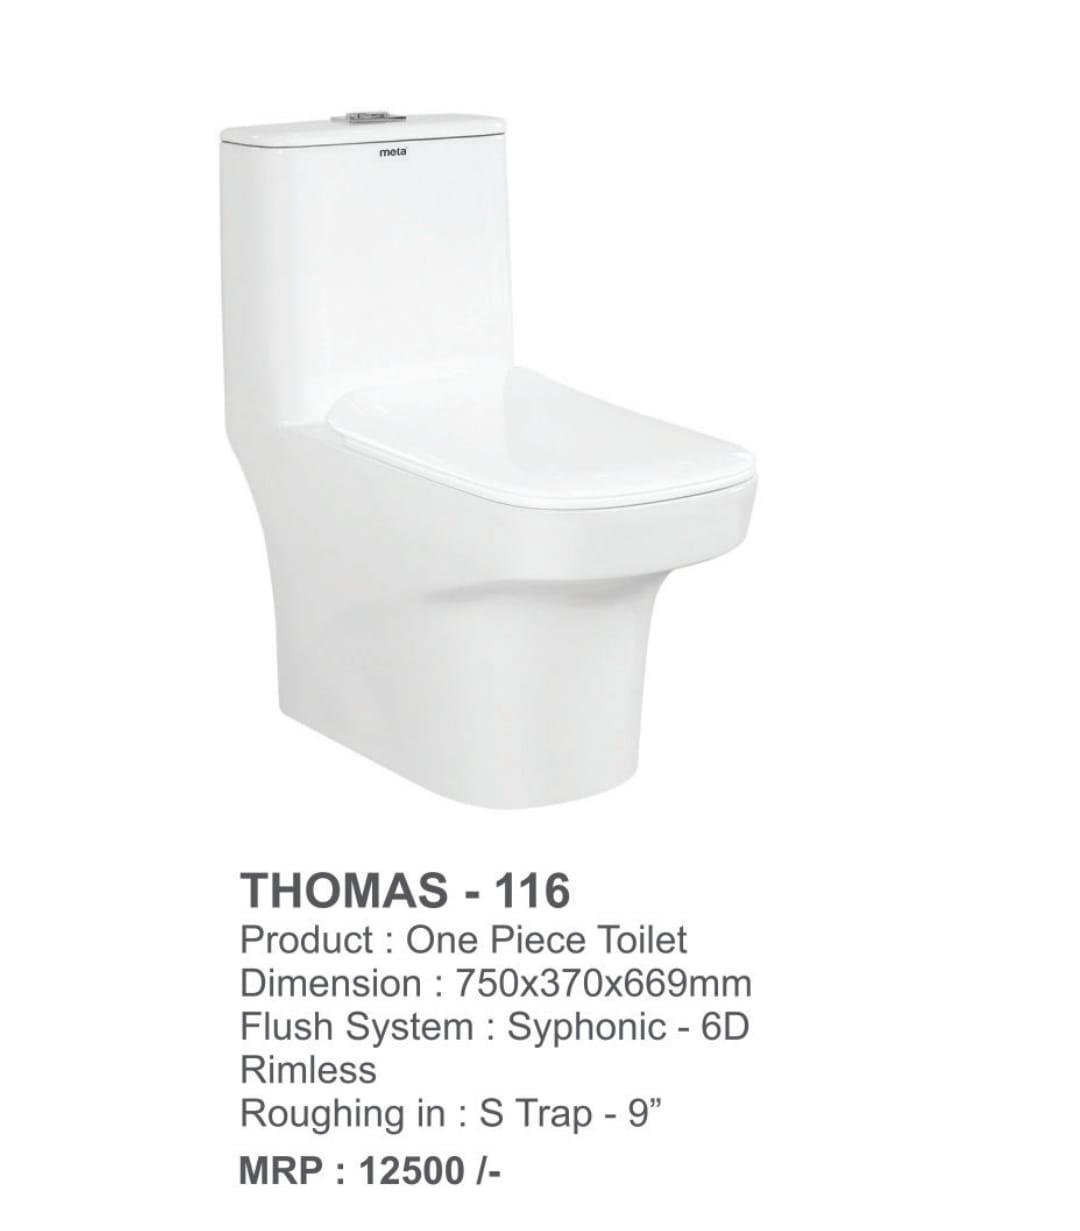 meta
THOMAS - 116
Product : One Piece Toilet
Dimension : 750x370x669mm
Flush System : Syphonic - 6D
Rimless
Roughing in : S Trap - 9”
MRP : 12500 /-